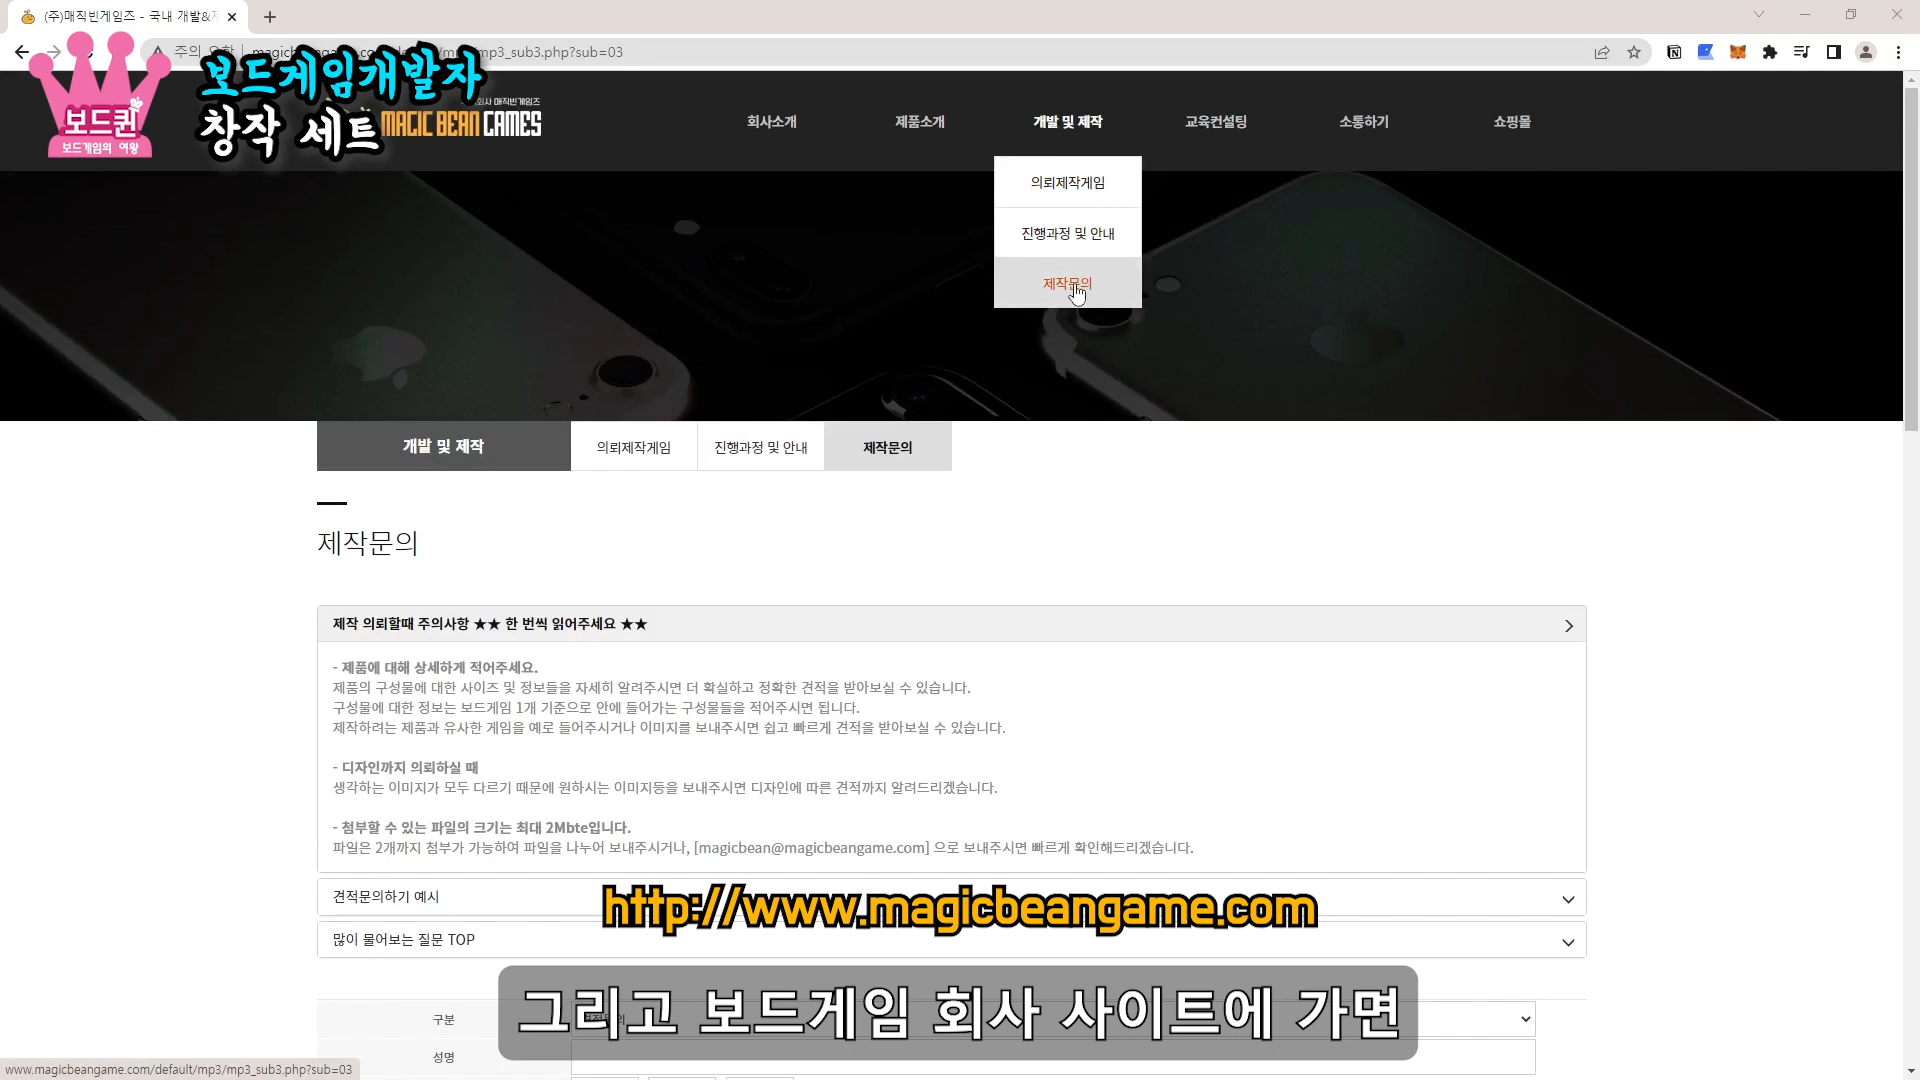 (주)매직빈게임즈 - 국내 개발&제
주의 요함
mp3_sub3.php?sub=03
보드퀸
보드게임의 여왕
보드게임개발자
창작 세트
회사 매직빈게임즈
MAGIC BEAN GAMES
회사소개
제품소개
개발 및 제작
교육컨설팅
소통하기
쇼핑몰
의뢰제작게임
진행과정 및 안내
제작문의
개발 및 제작
의뢰제작게임
진행과정 및 안내
제작문의
제작문의
제작 의뢰할때 주의사항 ★★ 한 번씩 읽어주세요 ★★
- 제품에 대해 상세하게 적어주세요.
제품의 구성물에 대한 사이즈 및 정보들을 자세히 알려주시면 더 확실하고 정확한 견적을 받아보실 수 있습니다.
구성물에 대한 정보는 보드게임 1개 기준으로 안에 들어가는 구성물들을 적어주시면 됩니다.
제작하려는 제품과 유사한 게임을 예로 들어주시거나 이미지를 보내주시면 쉽고 빠르게 견적을 받아보실 수 있습니다.
- 디자인까지 의뢰하실 때
생각하는 이미지가 모두 다르기 때문에 원하시는 이미지등을 보내주시면 디자인에 따른 견적까지 알려드리겠습니다.
- 첨부할 수 있는 파일의 크기는 최대 2Mbte입니다.
파일은 2개까지 첨부가 가능하여 파일을 나누어 보내주시거나, [magicbean@magicbeangame.com] 으로 보내주시면 빠르게 확인해드리겠습니다.
견적문의하기 예시
http://www.magicbeangame.com
많이 물어보는 질문 TOP
그리고 보드게임 회사 사이트에 가면
구분
성명
www.magicbeangame.com/default/mp3/mp3_sub3.php?sub=03